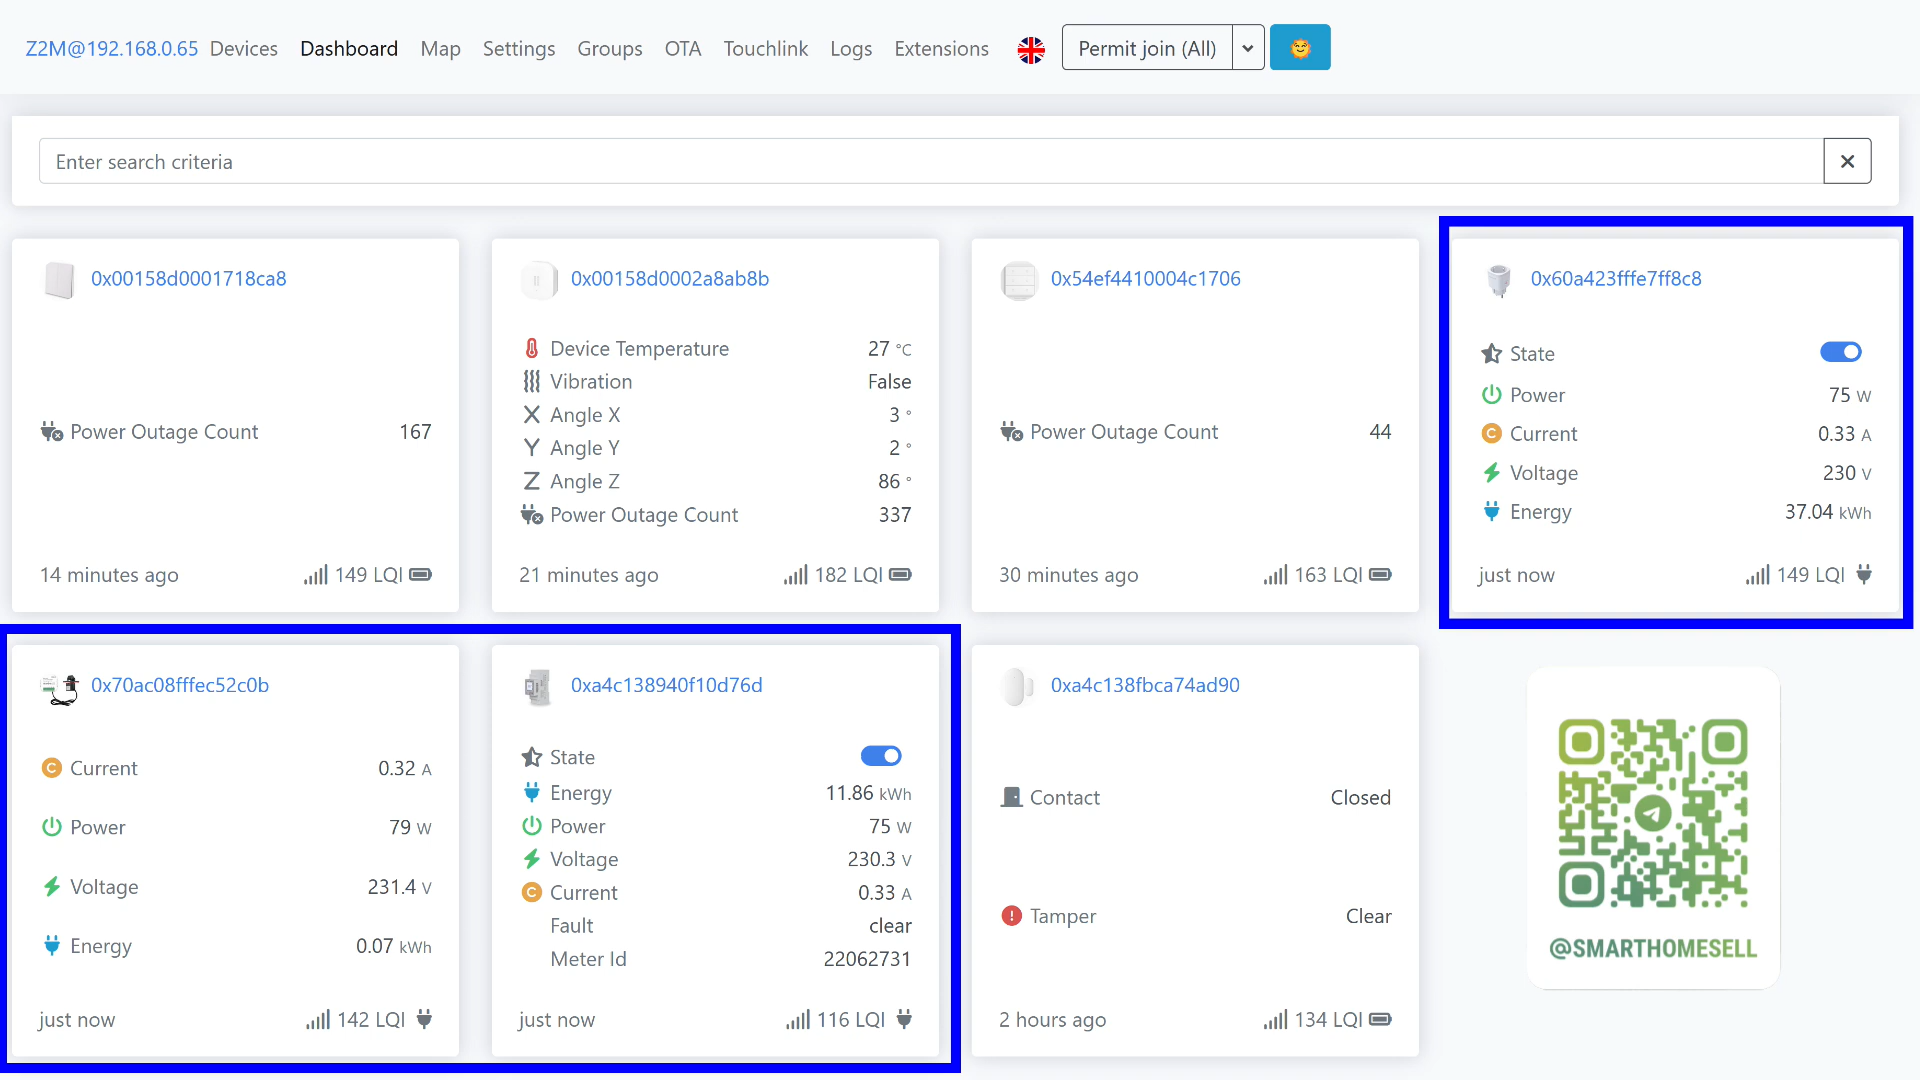 Z2M@192.168.0.65 Devices Dashboard Map Settings Groups OTA Touchlink Logs Extensions Permit join (All)
Enter search criteria
0x00158d0001718ca8
Power Outage Count 167
14 minutes ago 149 LQI
0x00158d0002a8ab8b
Device Temperature 27 °C
Vibration False
X Angle X 3 °
Y Angle Y 2 °
Z Angle Z 86 °
Power Outage Count 337
21 minutes ago 182 LQI
0x54ef4410004c1706
Power Outage Count 44
30 minutes ago 163 LQI
0x60a423fffe7ff8c8
State
Power 75 W
C Current 0.33 A
Voltage 230 V
Energy 37.04 kWh
just now 149 LQI
0x70ac08fffec52c0b
C Current 0.32 A
Power 79 W
Voltage 231.4 V
Energy 0.07 kWh
just now 142 LQI
0xa4c138940f10d76d
State
Energy 11.86 kWh
Power 75 W
Voltage 230.3 V
C Current 0.33 A
Fault clear
Meter Id 22062731
just now 116 LQI
0xa4c138fbca74ad90
Contact Closed
Tamper Clear
2 hours ago 134 LQI
@SMARTHOMESELL